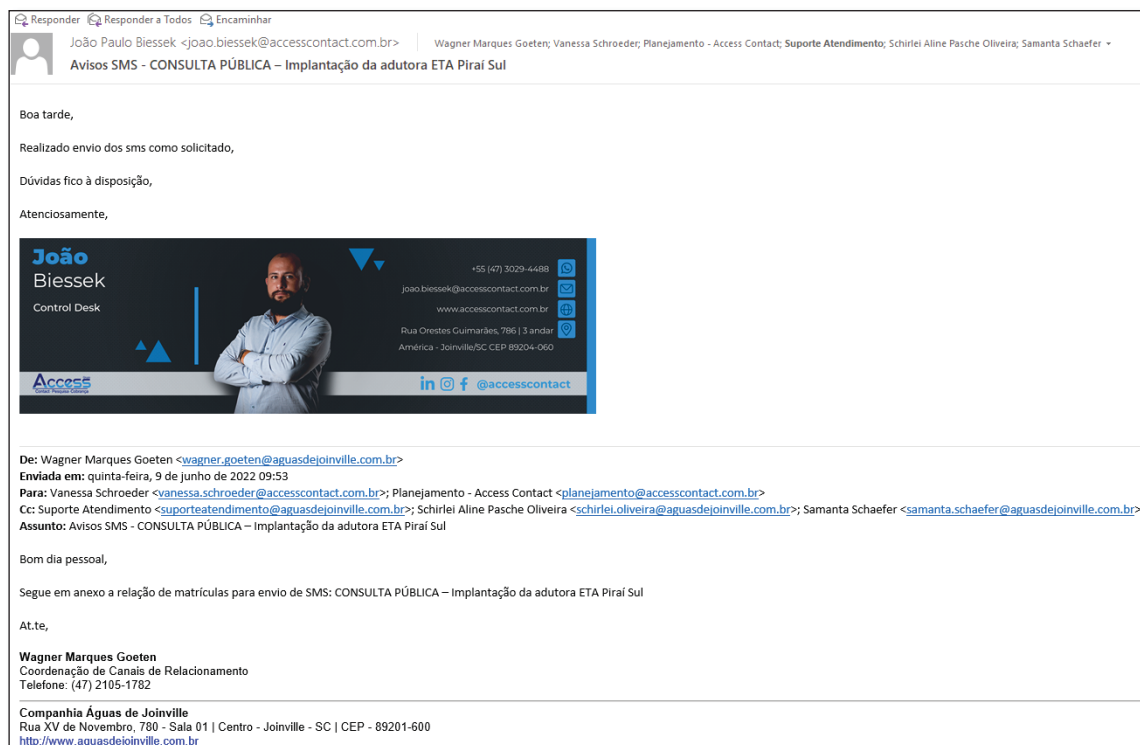 Responder Responder a Todos Encaminhar
João Paulo Biessek <joao.biessek@accesscontact.com.br> Wagner Marques Goeten; Vanessa Schroeder; Planejamento - Access Contact; Suporte Atendimento; Schirlei Aline Pasche Oliveira; Samanta Schaefer
Avisos SMS - CONSULTA PÚBLICA – Implantação da adutora ETA Piraí Sul
Boa tarde,
Realizado envio dos sms como solicitado,
Dúvidas fico à disposição,
Atenciosamente,
João
Biessek
Control Desk
+55 (47) 3029-4488
joao.biessek@accesscontact.com.br
www.accesscontact.com.br
Rua Orestes Guimarães, 786 | 3 andar
América - Joinville/SC CEP 89204-060
Access
Contact Pesquisa Cobrança
in f @accesscontact
De: Wagner Marques Goeten <wagner.goeten@aguasdejoinville.com.br>
Enviada em: quinta-feira, 9 de junho de 2022 09:53
Para: Vanessa Schroeder <vanessa.schroeder@accesscontact.com.br>; Planejamento - Access Contact <planejamento@accesscontact.com.br>
Cc: Suporte Atendimento <suporteatendimento@aguasdejoinville.com.br>; Schirlei Aline Pasche Oliveira <schirlei.oliveira@aguasdejoinville.com.br>; Samanta Schaefer <samanta.schaefer@aguasdejoinville.com.br>
Assunto: Avisos SMS - CONSULTA PÚBLICA – Implantação da adutora ETA Piraí Sul
Bom dia pessoal,
Segue em anexo a relação de matrículas para envio de SMS: CONSULTA PÚBLICA – Implantação da adutora ETA Piraí Sul
At.te,
Wagner Marques Goeten
Coordenação de Canais de Relacionamento
Telefone: (47) 2105-1782
Companhia Águas de Joinville
Rua XV de Novembro, 780 - Sala 01 | Centro - Joinville - SC | CEP - 89201-600
http://www.aguasdejoinville.com.br